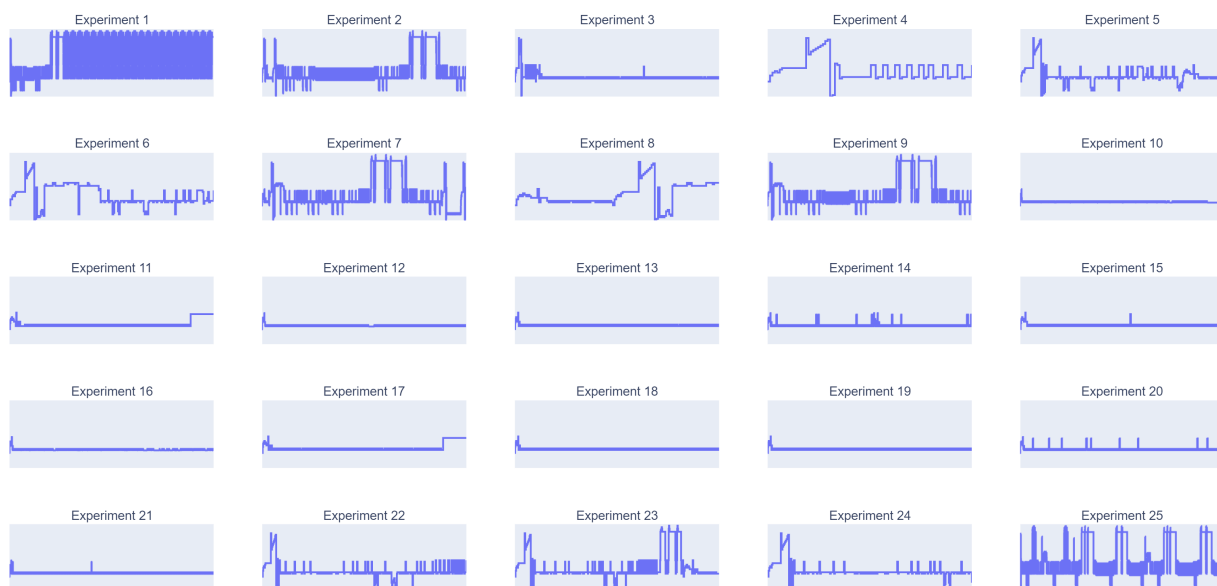 Experiment 1
Experiment 2
Experiment 3
Experiment 4
Experiment 5
Experiment 6
Experiment 7
Experiment 8
Experiment 9
Experiment 10
Experiment 11
Experiment 12
Experiment 13
Experiment 14
Experiment 15
Experiment 16
Experiment 17
Experiment 18
Experiment 19
Experiment 20
Experiment 21
Experiment 22
Experiment 23
Experiment 24
Experiment 25